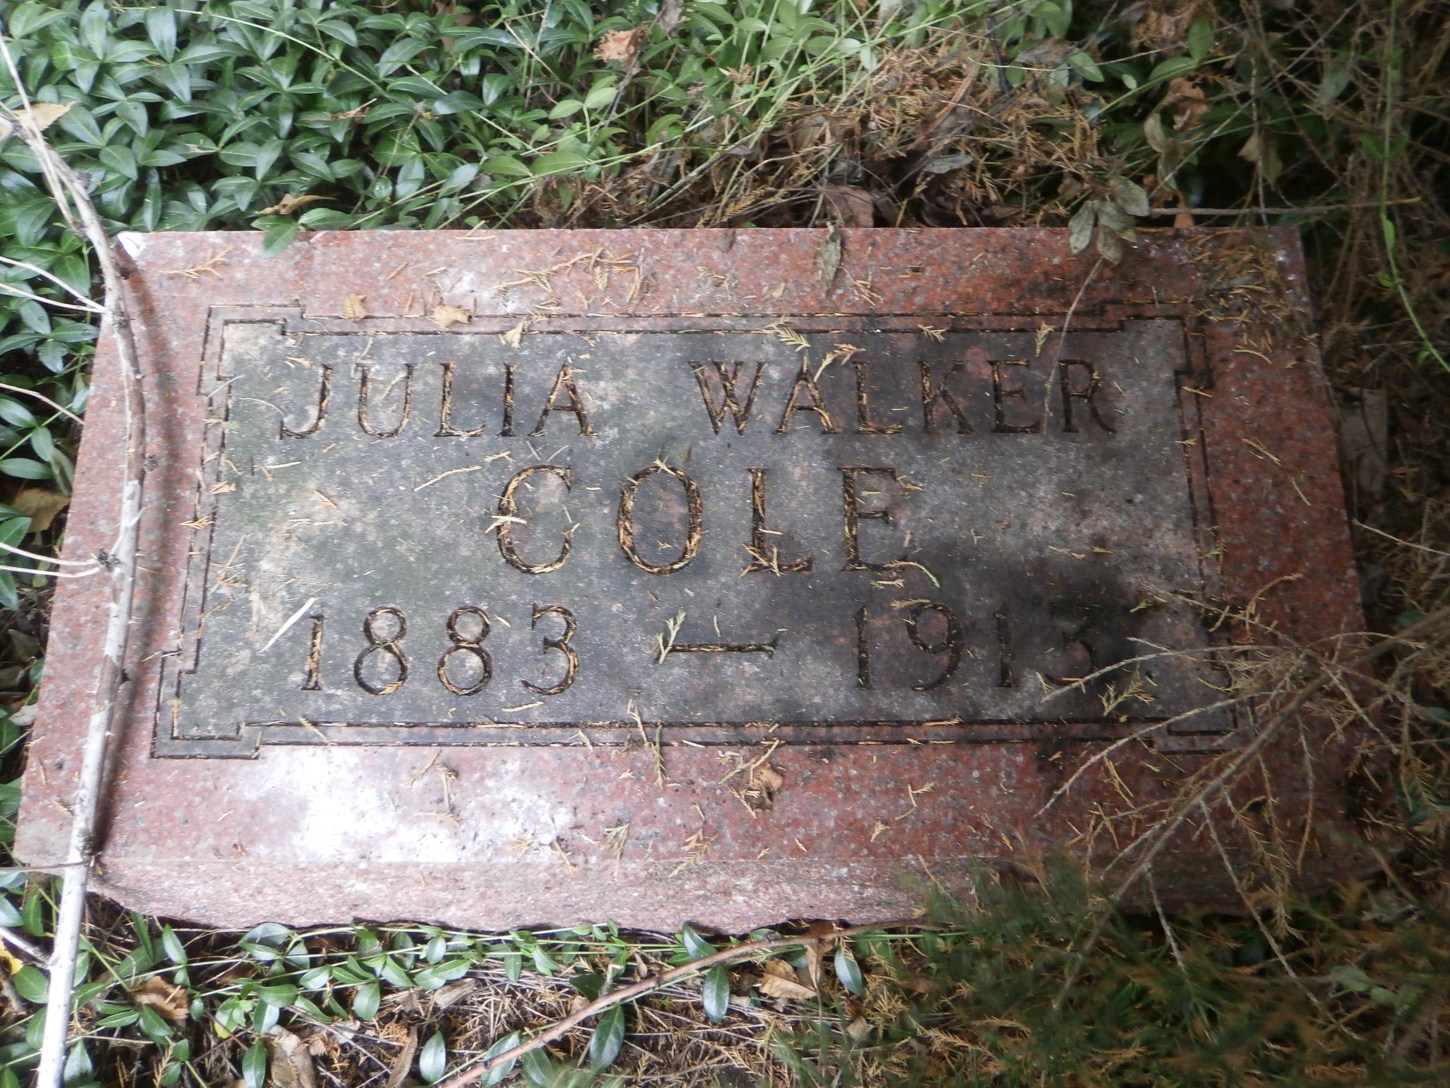 JULIA WALKER
COLE
1883 — 1913